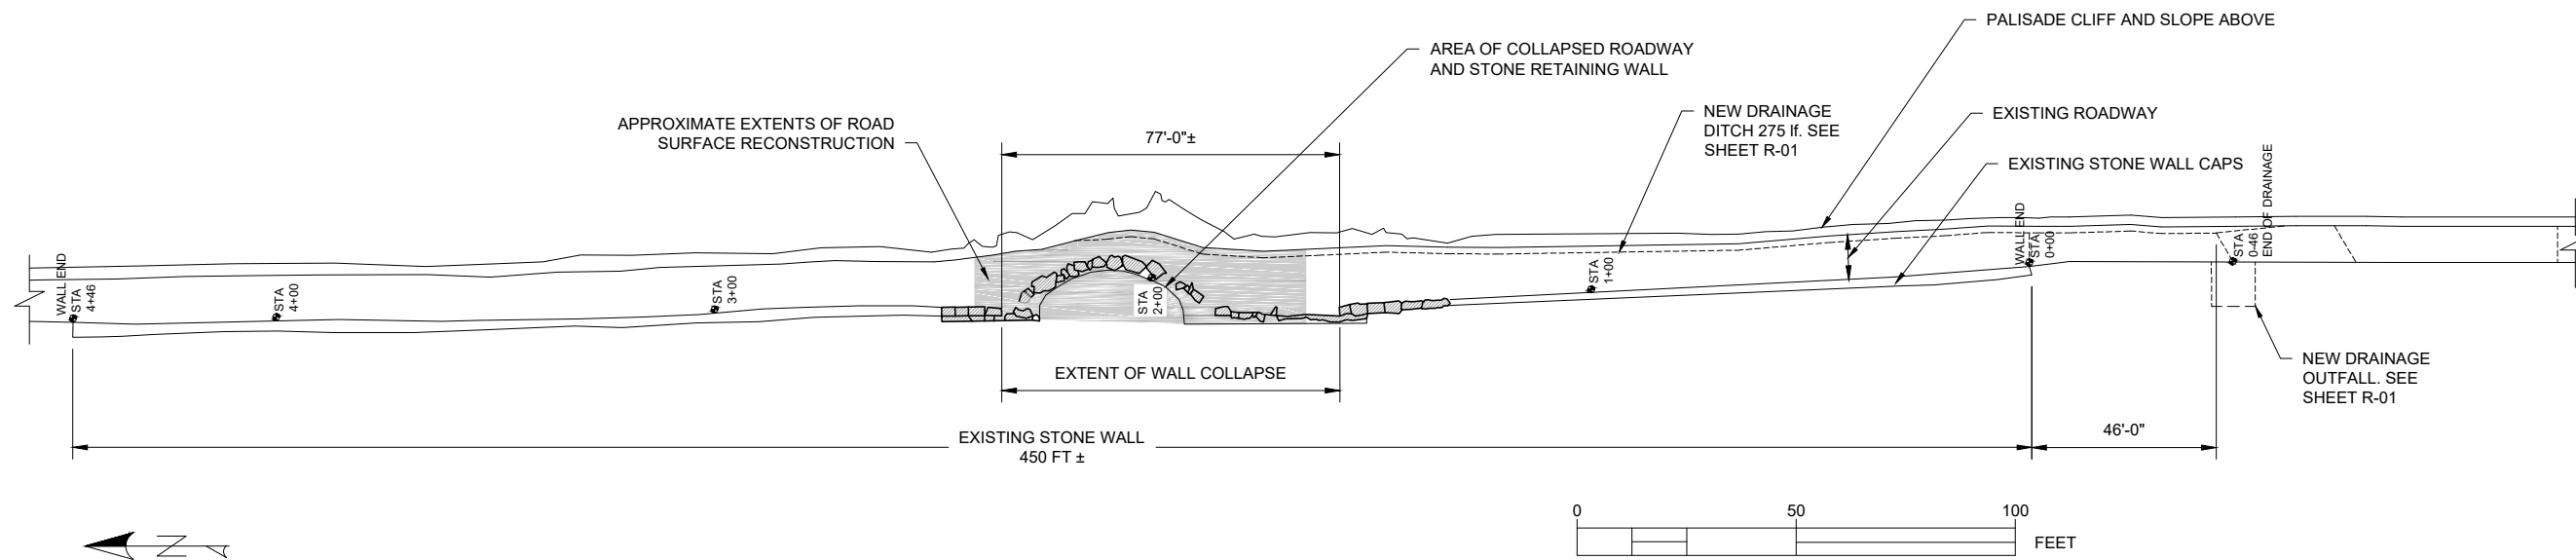 PALISADE CLIFF AND SLOPE ABOVE
AREA OF COLLAPSED ROADWAY
AND STONE RETAINING WALL
NEW DRAINAGE
DITCH 275 lf. SEE
SHEET R-01
EXISTING ROADWAY
APPROXIMATE EXTENTS OF ROAD
SURFACE RECONSTRUCTION
77'-0"±
EXISTING STONE WALL CAPS
WALL END
STA
4+46
STA
4+00
STA
3+00
STA
2+00
STA
1+00
WALL END
STA
0+00
STA
0-46
END OF DRAINAGE
EXTENT OF WALL COLLAPSE
NEW DRAINAGE
OUTFALL. SEE
SHEET R-01
EXISTING STONE WALL
450 FT ±
46'-0"
0 50 100
FEET
N